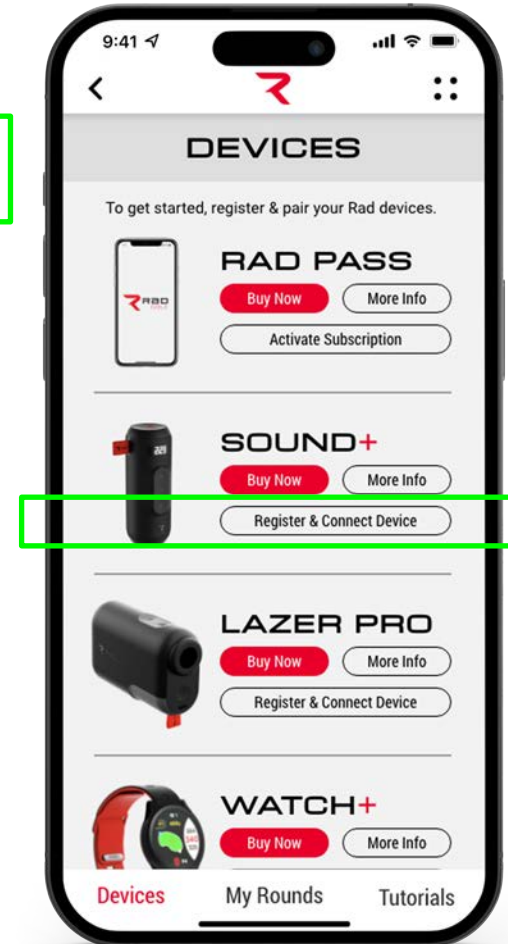 9:41
DEVICES
To get started, register & pair your Rad devices.
RAD PASS
Buy Now More Info
Activate Subscription
RAD
SOUND+
Buy Now More Info
Register & Connect Device
LAZER PRO
Buy Now More Info
Register & Connect Device
WATCH+
Buy Now More Info
Devices My Rounds Tutorials